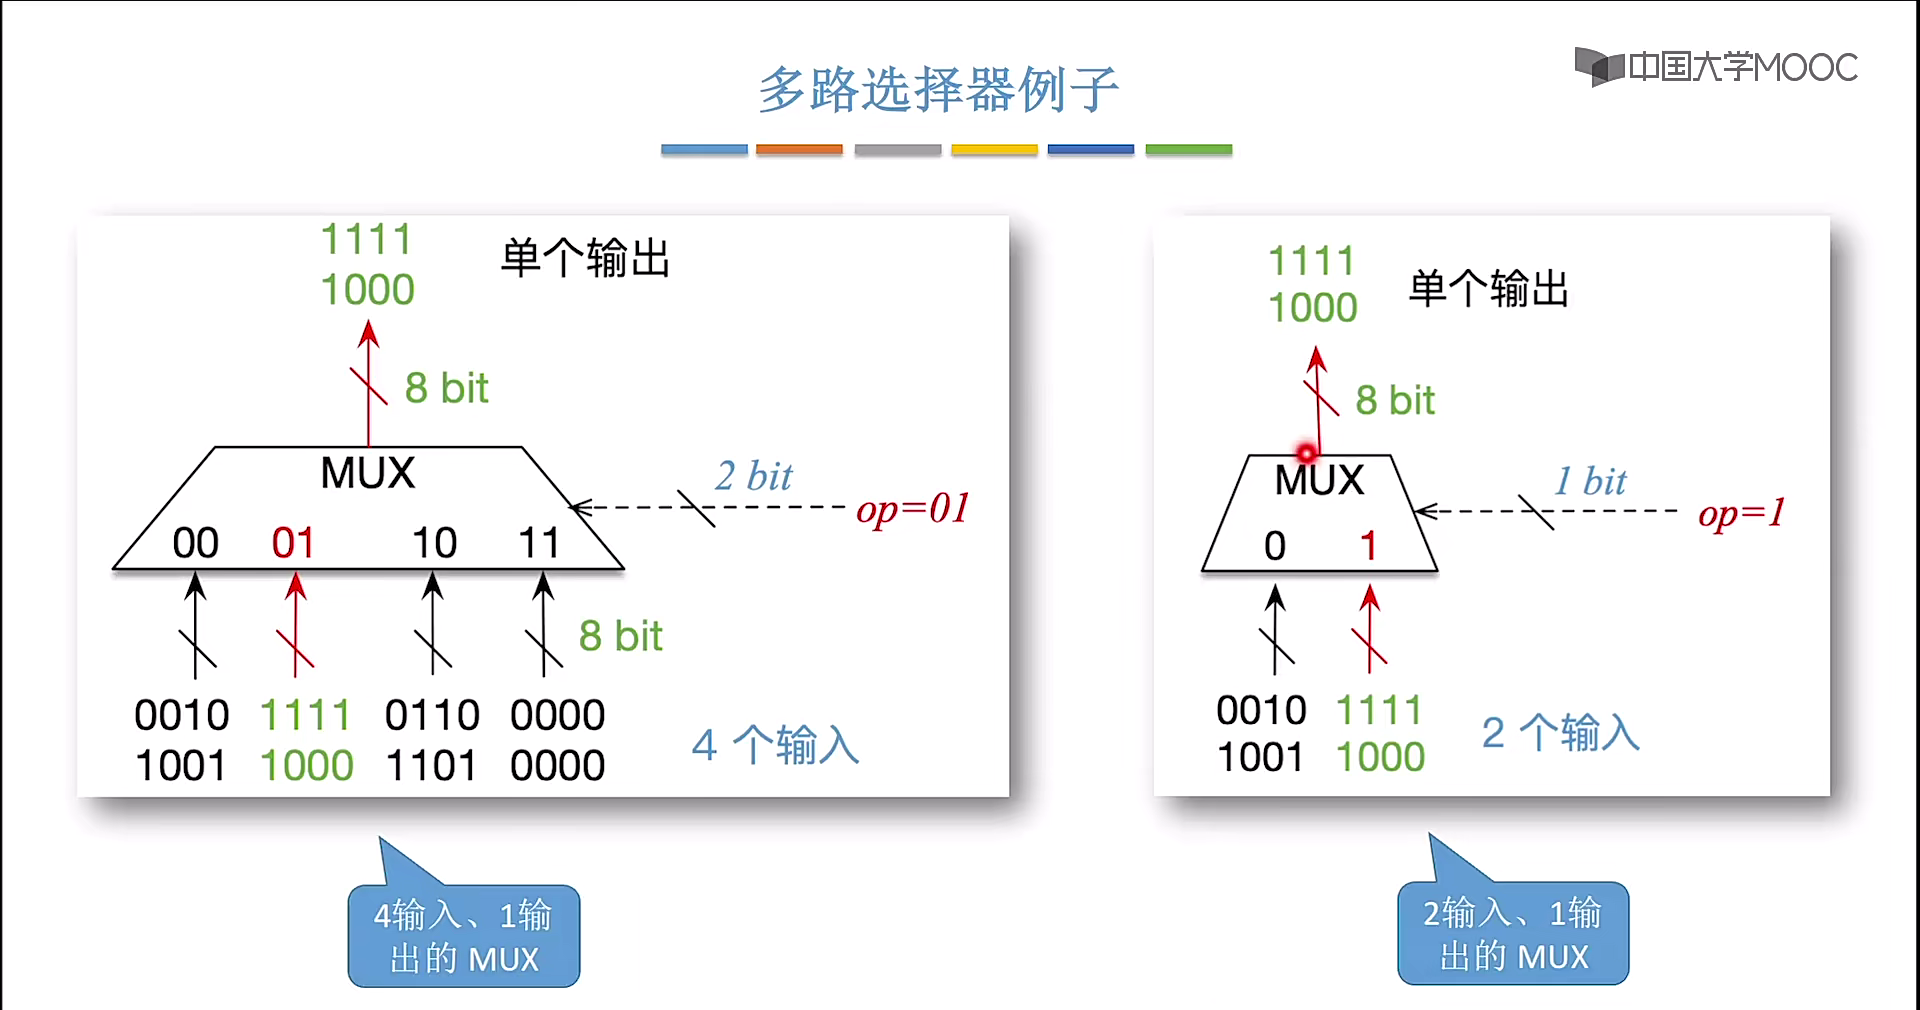 中国大学MOOC
多路选择器例子
1111
1000
单个输出
8 bit
MUX
2 bit
op=01
00 01 10 11
8 bit
0010 1111 0110 0000
1001 1000 1101 0000
4 个输入
4输入、1输
出的 MUX
1111
1000
单个输出
8 bit
MUX
1 bit
op=1
0 1
0010 1111
1001 1000
2 个输入
2输入、1输
出的 MUX